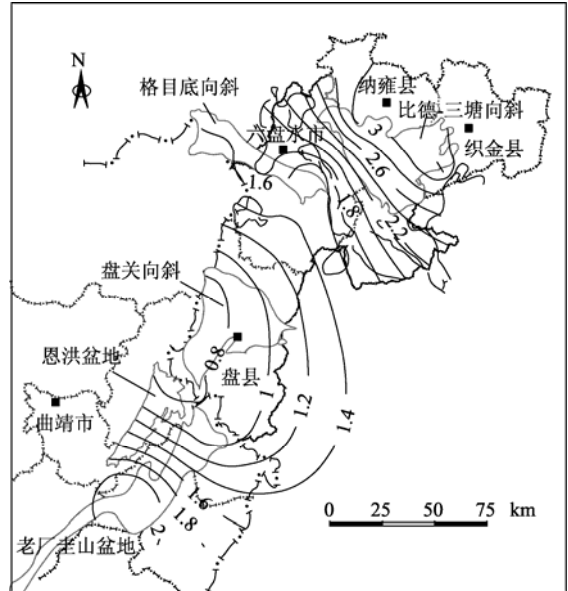 N
格目底向斜
纳雍县
比德-三塘向斜
六盘水市
织金县
3
2.6
1.6
1.8
2.2
盘关向斜
恩洪盆地
0.8
盘县
曲靖市
1
1.2
1.4
1.6
1.8
2
老厂圭山盆地
0 25 50 75 km